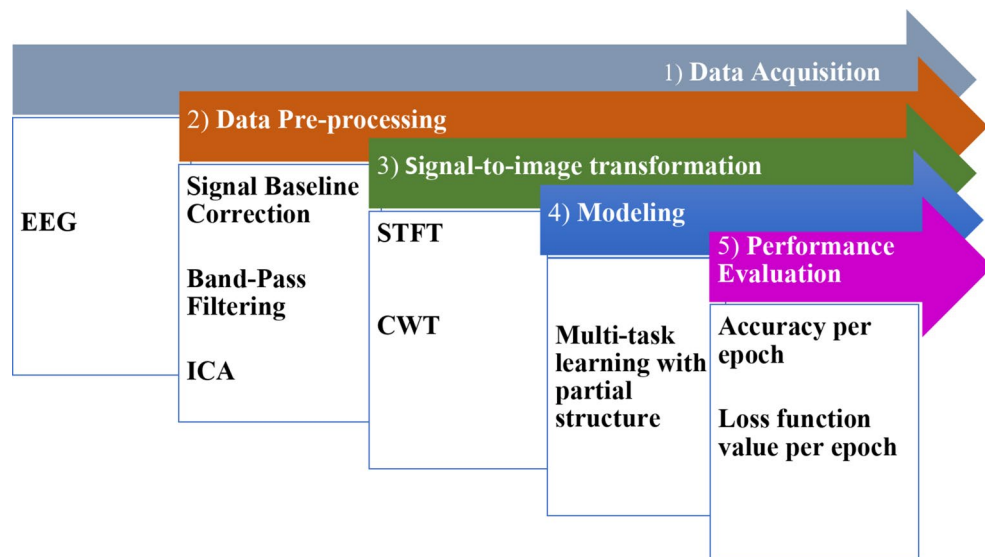 1) Data Acquisition
EEG
2) Data Pre-processing
Signal Baseline
Correction
Band-Pass
Filtering
ICA
3) Signal-to-image transformation
STFT
CWT
4) Modeling
Multi-task
learning with
partial
structure
5) Performance
Evaluation
Accuracy per
epoch
Loss function
value per epoch